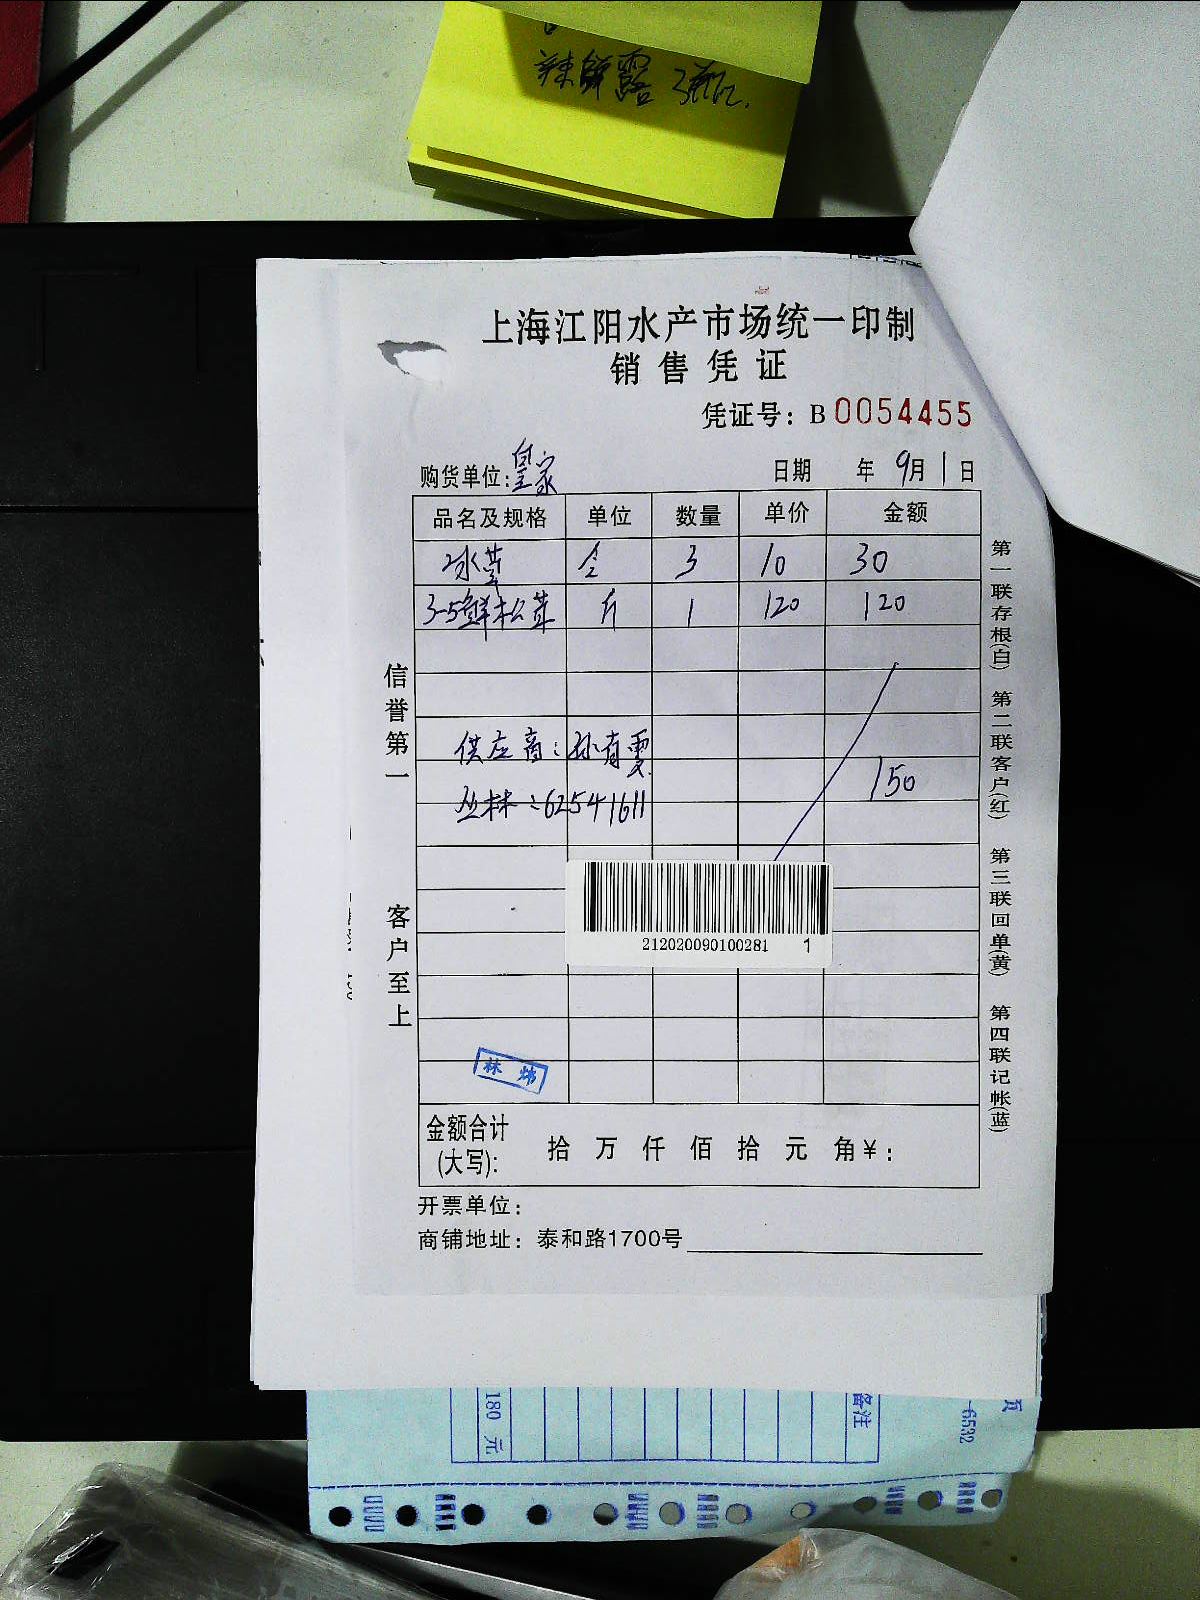 辣鲜露 3瓶.
上海江阳水产市场统一印制
销售凭证
凭证号：B 0054455
购货单位：皇家
日期 年 9月1日
品名及规格 单位 数量 单价 金额
3 10 30
3-5鲜松茸 斤 1 120 120
供应商：孙有雯
150
丛林：62541611
212020090100281 1
林 炜
金额合计
(大写)：
拾 万 仟 佰 拾 元 角¥：
开票单位：
商铺地址：泰和路1700号
信誉第一
客户至上
第一联存根(白) 第二联客户(红) 第三联回单(黄) 第四联记帐(蓝)
180 元
备注
-6532
页